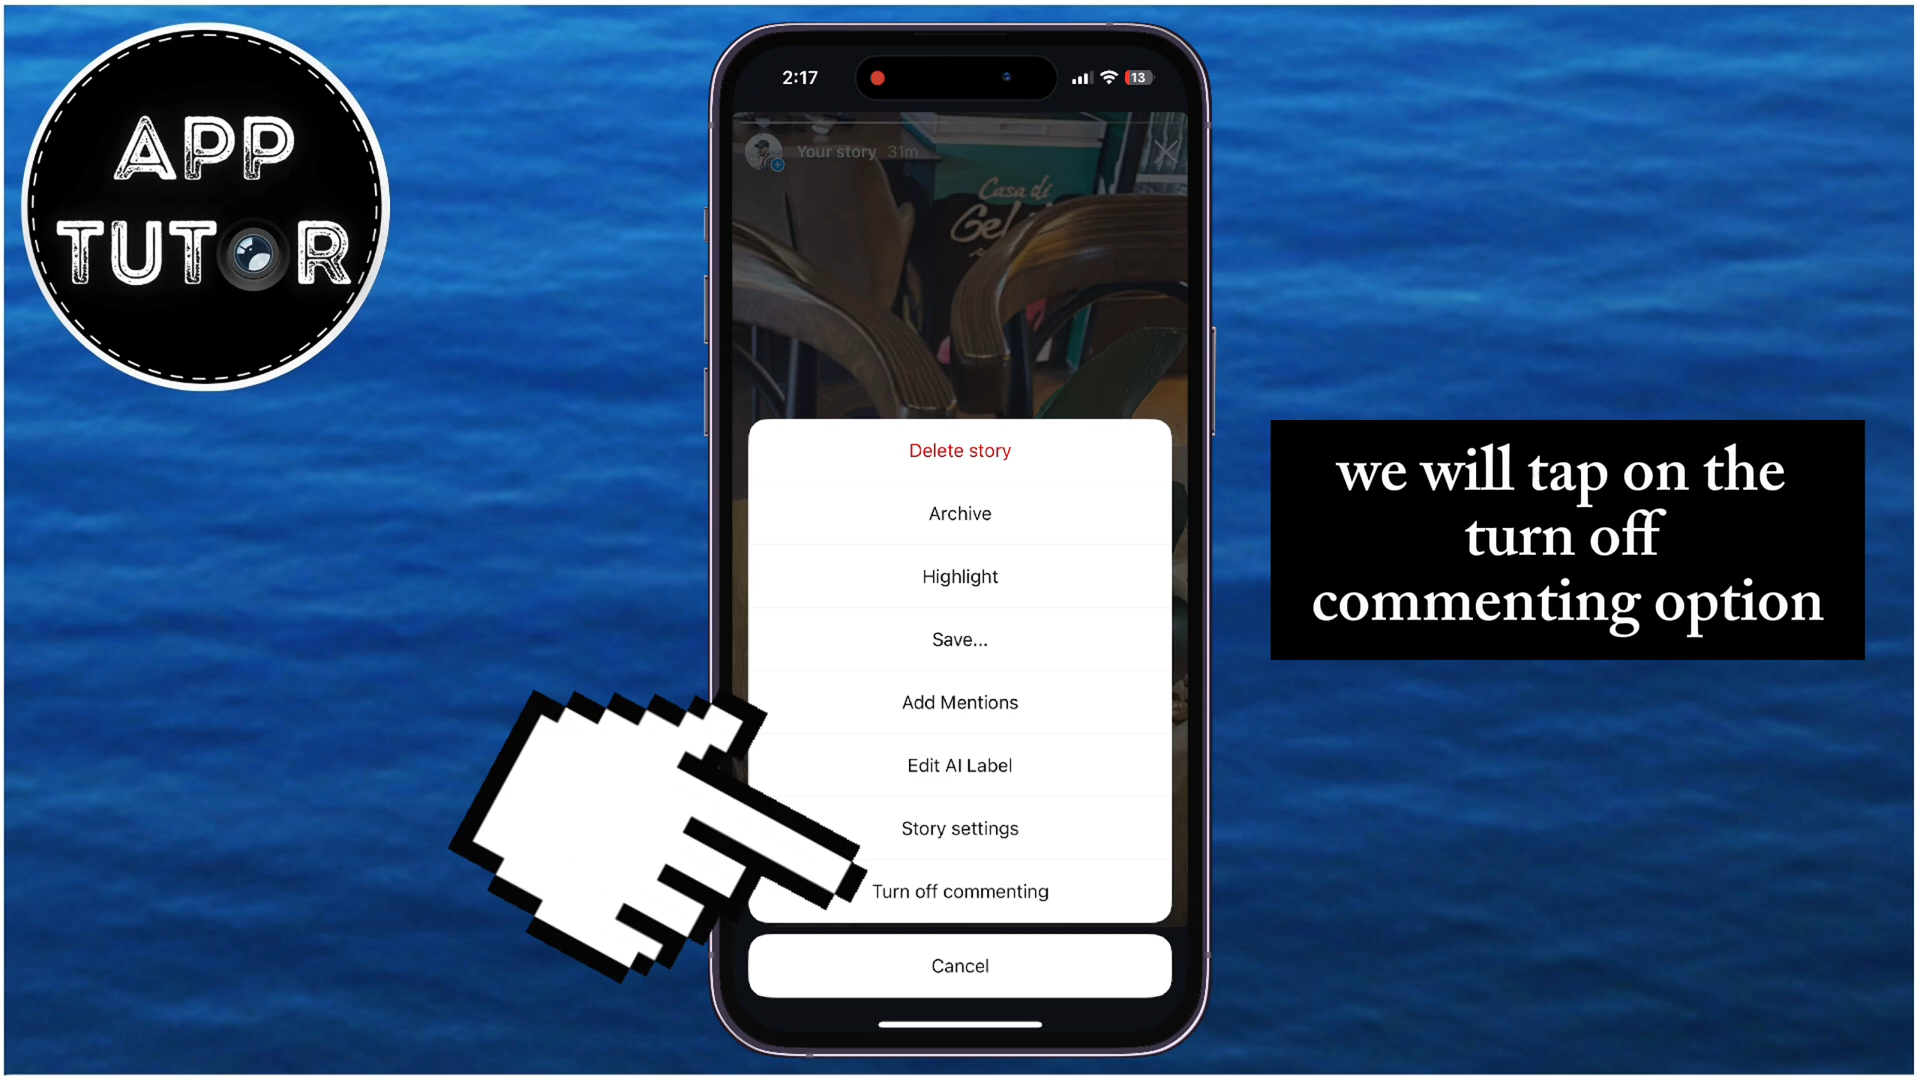 APP
TUTOR
2:17
13
Your story 31m
Casa di
Gel
Delete story
Archive
Highlight
Save...
Add Mentions
Edit AI Label
Story settings
Turn off commenting
Cancel
we will tap on the
turn off
commenting option